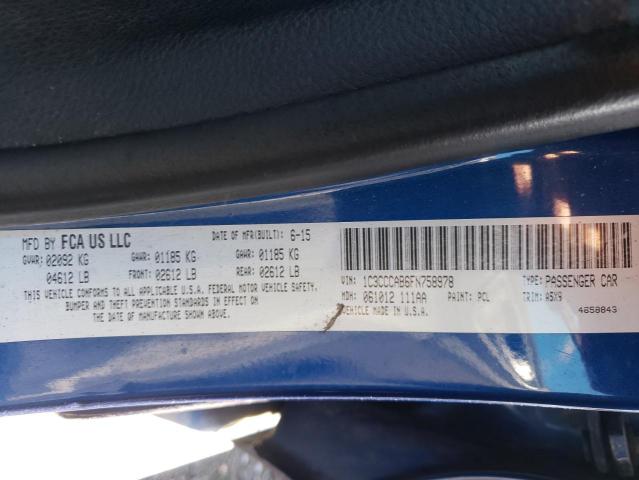 MFD BY FCA US LLC DATE OF MFR(BUILT): 6-15
GVWR: 02092 KG GAWR: 01185 KG GAWR: 01185 KG
04612 LB FRONT: 02612 LB REAR: 02612 LB
THIS VEHICLE CONFORMS TO ALL APPLICABLE U.S.A. FEDERAL MOTOR VEHICLE SAFETY,
BUMPER AND THEFT PREVENTION STANDARDS IN EFFECT ON
THE DATE OF MANUFACTURE SHOWN ABOVE.
VIN: 1C3CCCAB6FN758978 TYPE: PASSENGER CAR
MDH: 061012 111AA PAINT: PCL TRIM: A5X9
VEHICLE MADE IN U.S.A. 4658843